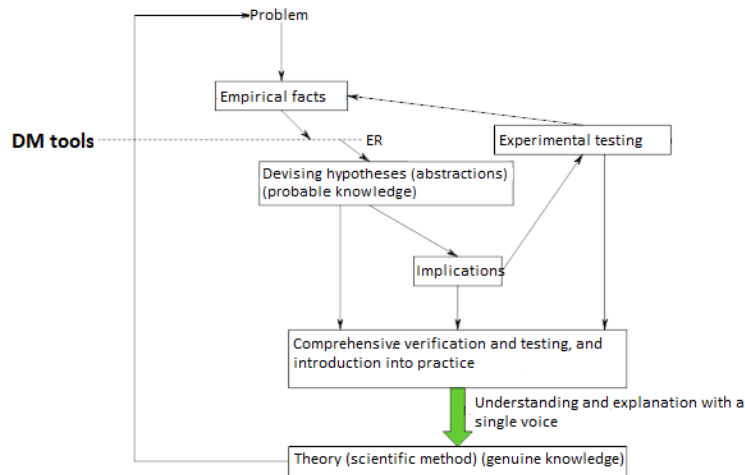 Problem
Empirical facts
DM tools
ER
Experimental testing
Devising hypotheses (abstractions)
(probable knowledge)
Implications
Comprehensive verification and testing, and
introduction into practice
Understanding and explanation with a
single voice
Theory (scientific method) (genuine knowledge)